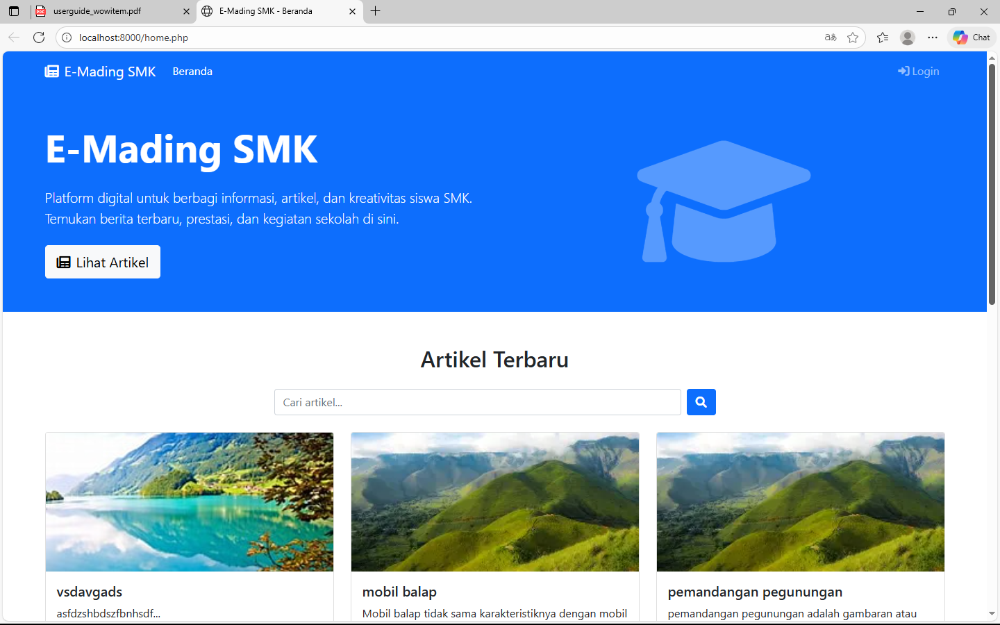 userguide_wowitem.pdf
E-Mading SMK - Beranda
localhost:8000/home.php
aあ
Chat
E-Mading SMK
Beranda
Login
E-Mading SMK
Platform digital untuk berbagi informasi, artikel, dan kreativitas siswa SMK.
Temukan berita terbaru, prestasi, dan kegiatan sekolah di sini.
Lihat Artikel
Artikel Terbaru
Cari artikel...
vsdavgads
asfdzshbdszfbnhsdf...
mobil balap
Mobil balap tidak sama karakteristiknya dengan mobil
pemandangan pegunungan
pemandangan pegunungan adalah gambaran atau